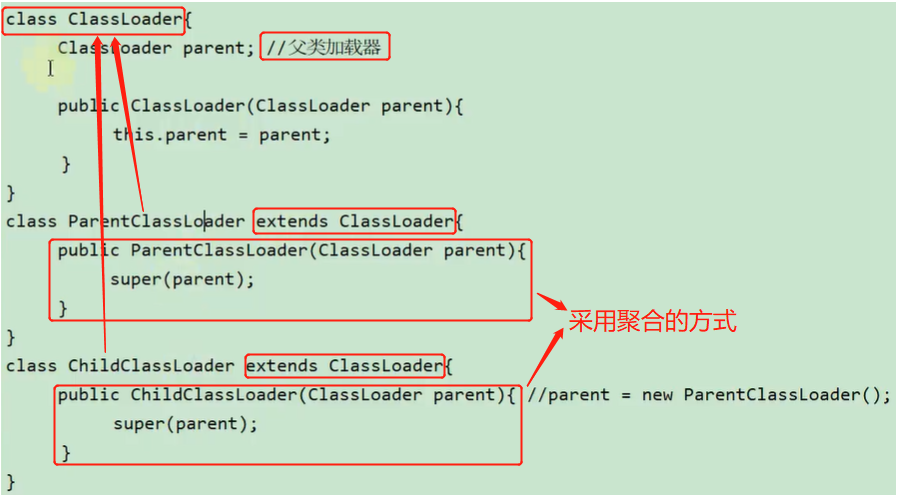 class ClassLoader{
ClassLoader parent; //父类加载器
public ClassLoader(ClassLoader parent){
this.parent = parent;
}
}
class ParentClassLoader extends ClassLoader{
public ParentClassLoader(ClassLoader parent){
super(parent);
}
}
采用聚合的方式
class ChildClassLoader extends ClassLoader{
public ChildClassLoader(ClassLoader parent){ //parent = new ParentClassLoader();
super(parent);
}
}